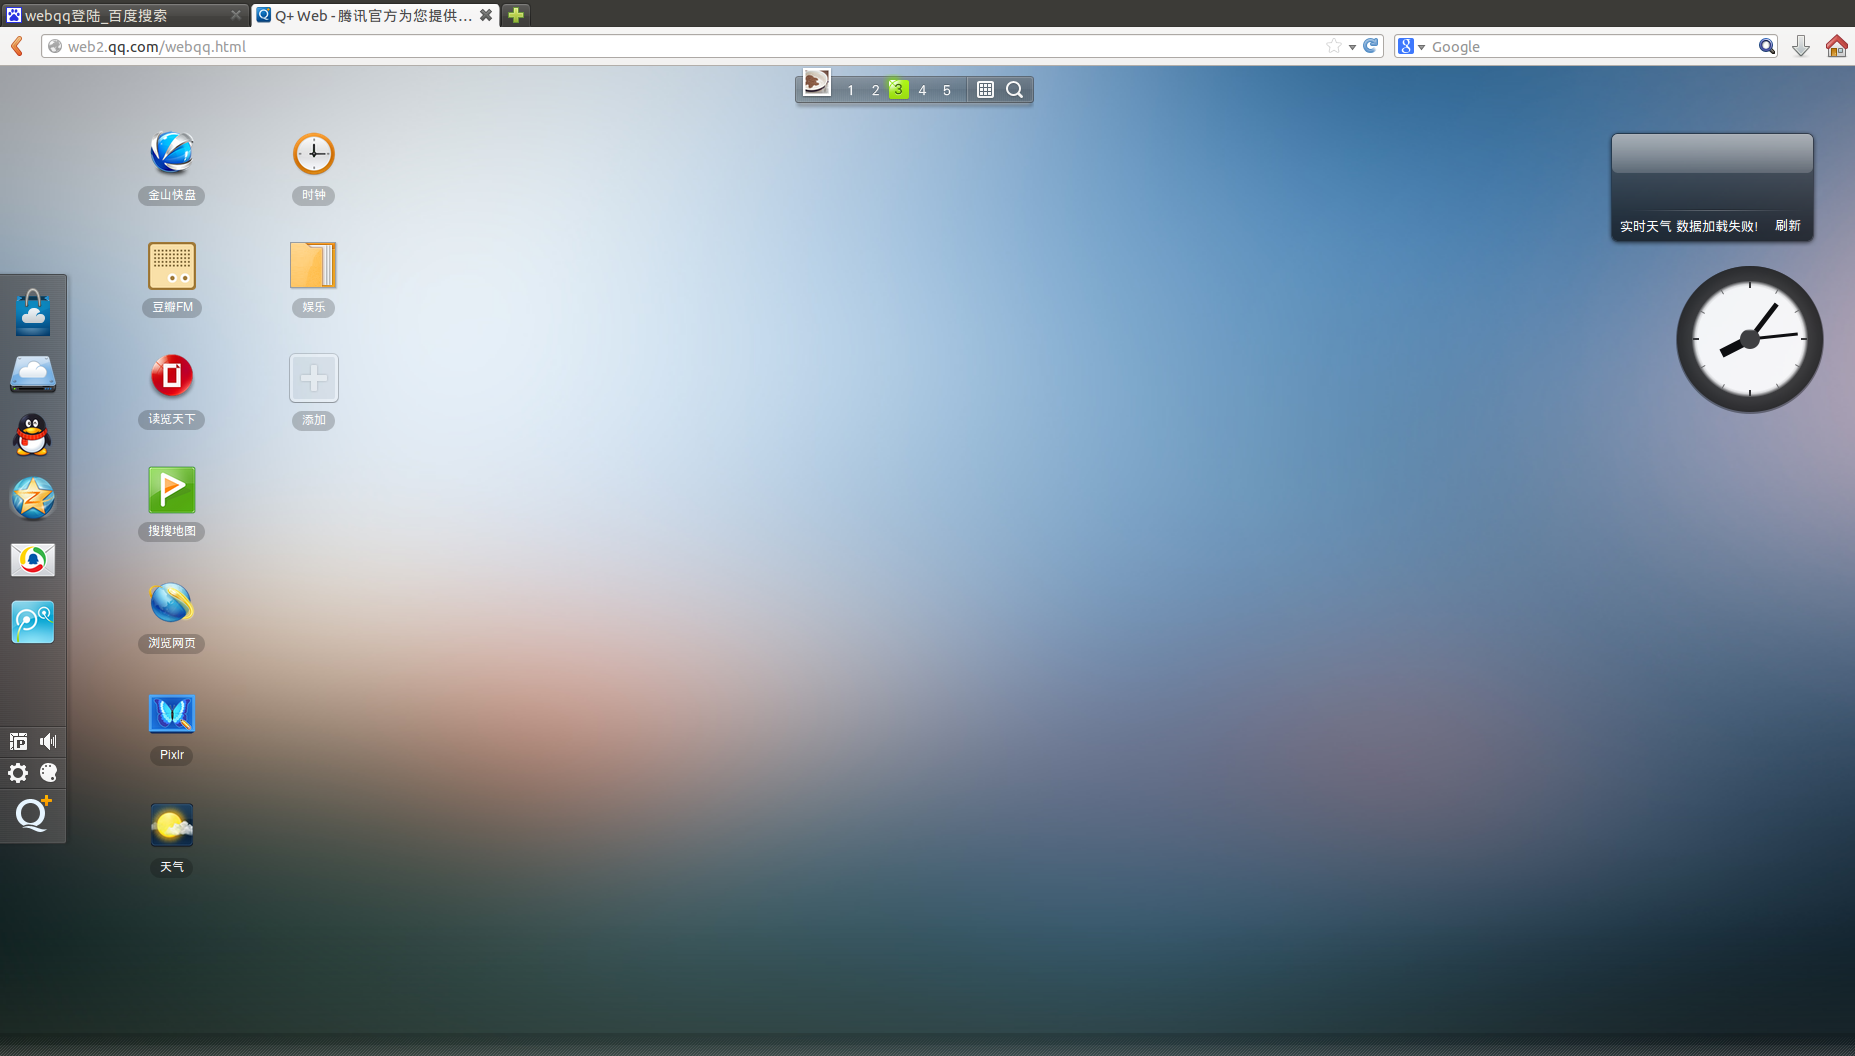 webqq登陆_百度搜索
Q+ Web - 腾讯官方为您提供...
web2.qq.com/webqq.html
Google
1 2 3 4 5
金山快盘
时钟
豆瓣FM
娱乐
读览天下
添加
搜搜地图
浏览网页
Pixlr
天气
实时天气 数据加载失败! 刷新